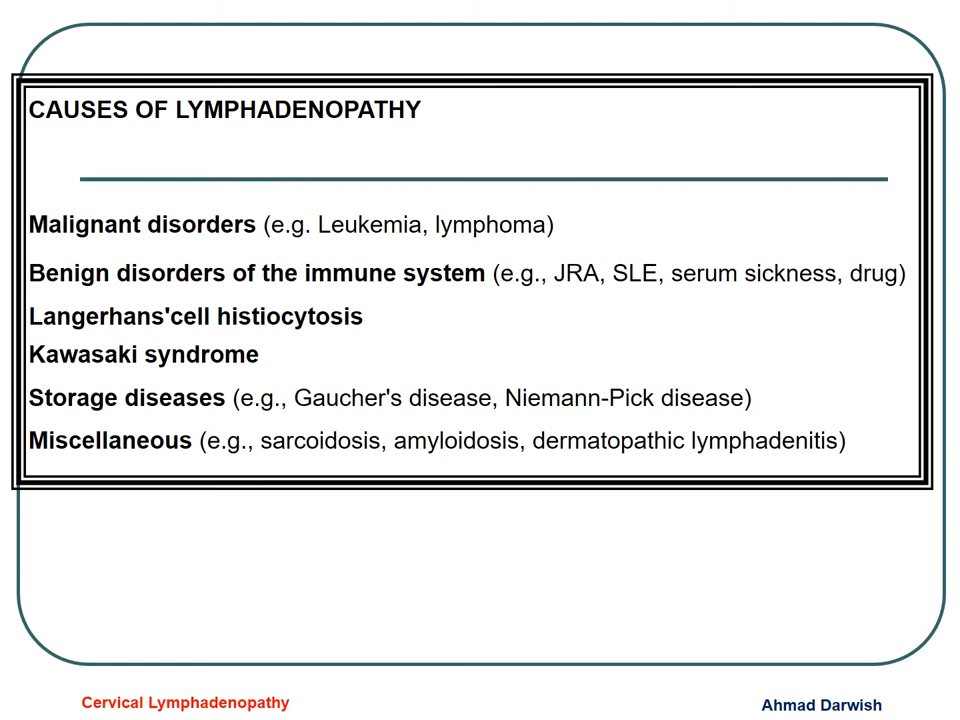 CAUSES OF LYMPHADENOPATHY
Malignant disorders (e.g. Leukemia, lymphoma)
Benign disorders of the immune system (e.g., JRA, SLE, serum sickness, drug)
Langerhans'cell histiocytosis
Kawasaki syndrome
Storage diseases (e.g., Gaucher's disease, Niemann-Pick disease)
Miscellaneous (e.g., sarcoidosis, amyloidosis, dermatopathic lymphadenitis)
Cervical Lymphadenopathy
Ahmad Darwish